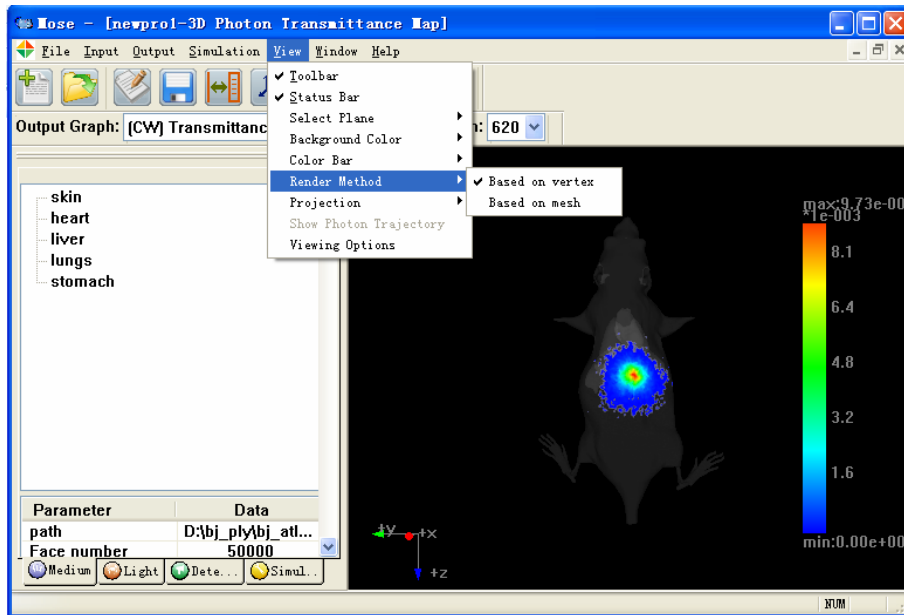 Mose - [newpro1-3D Photon Transmittance Map]
File Input Output Simulation View Window Help
Toolbar
Status Bar
Select Plane
Background Color
Color Bar
Render Method
Projection
Show Photon Trajectory
Viewing Options
Based on vertex
Based on mesh
Output Graph: (CW) Transmittanc
620
skin
heart
liver
lungs
stomach
Parameter Data
path D:\bj_ply\bj_atl...
Face number 50000
Medium Light Dete... Simul..
max:9.73e-00
*1e-003
8.1
6.4
4.8
3.2
1.6
min:0.00e+00
+y +x
+z
NUM